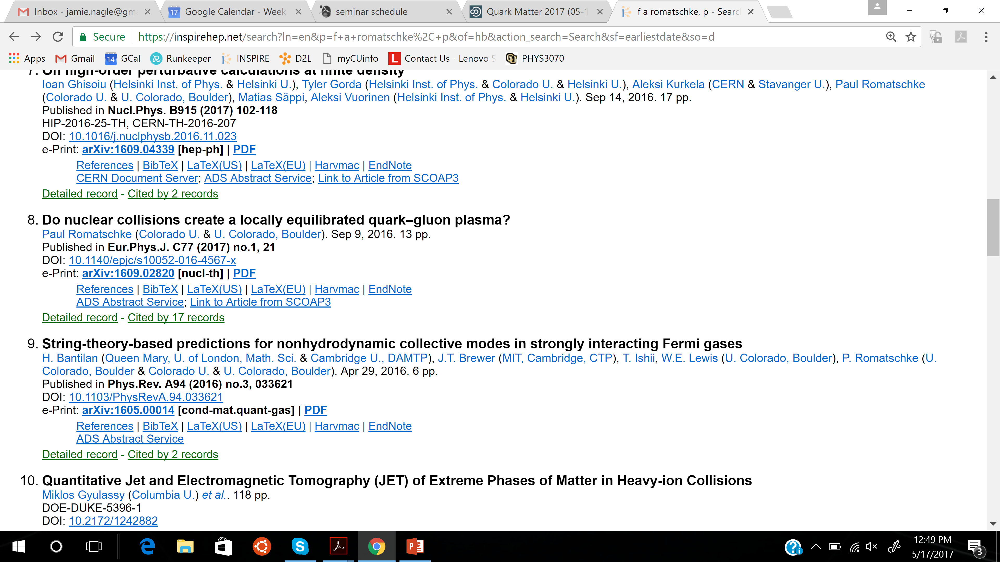 Inbox - jamie.nagle@gma
Google Calendar - Week
seminar schedule
Quark Matter 2017 (05-1
f a romatschke, p - Searc
Secure
https://inspirehep.net/search?ln=en&p=f+a+romatschke%2C+p&of=hb&action_search=Search&sf=earliestdate&so=d
Apps
Gmail
14 GCal
Runkeeper
INSPIRE
D2L
myCUinfo
L Contact Us - Lenovo S
PHYS3070
7. On high-order perturbative calculations at finite density
Ioan Ghisoiu (Helsinki Inst. of Phys. & Helsinki U.), Tyler Gorda (Helsinki Inst. of Phys. & Colorado U. & Helsinki U.), Aleksi Kurkela (CERN & Stavanger U.), Paul Romatschke
(Colorado U. & U. Colorado, Boulder), Matias Säppi, Aleksi Vuorinen (Helsinki Inst. of Phys. & Helsinki U.). Sep 14, 2016. 17 pp.
Published in Nucl.Phys. B915 (2017) 102-118
HIP-2016-25-TH, CERN-TH-2016-207
DOI: 10.1016/j.nuclphysb.2016.11.023
e-Print: arXiv:1609.04339 [hep-ph] | PDF
References | BibTeX | LaTeX(US) | LaTeX(EU) | Harvmac | EndNote
CERN Document Server; ADS Abstract Service; Link to Article from SCOAP3
Detailed record - Cited by 2 records
8. Do nuclear collisions create a locally equilibrated quark–gluon plasma?
Paul Romatschke (Colorado U. & U. Colorado, Boulder). Sep 9, 2016. 13 pp.
Published in Eur.Phys.J. C77 (2017) no.1, 21
DOI: 10.1140/epjc/s10052-016-4567-x
e-Print: arXiv:1609.02820 [nucl-th] | PDF
References | BibTeX | LaTeX(US) | LaTeX(EU) | Harvmac | EndNote
ADS Abstract Service; Link to Article from SCOAP3
Detailed record - Cited by 17 records
9. String-theory-based predictions for nonhydrodynamic collective modes in strongly interacting Fermi gases
H. Bantilan (Queen Mary, U. of London, Math. Sci. & Cambridge U., DAMTP), J.T. Brewer (MIT, Cambridge, CTP), T. Ishii, W.E. Lewis (U. Colorado, Boulder), P. Romatschke (U.
Colorado, Boulder & Colorado U. & U. Colorado, Boulder). Apr 29, 2016. 6 pp.
Published in Phys.Rev. A94 (2016) no.3, 033621
DOI: 10.1103/PhysRevA.94.033621
e-Print: arXiv:1605.00014 [cond-mat.quant-gas] | PDF
References | BibTeX | LaTeX(US) | LaTeX(EU) | Harvmac | EndNote
ADS Abstract Service
Detailed record - Cited by 2 records
10. Quantitative Jet and Electromagnetic Tomography (JET) of Extreme Phases of Matter in Heavy-ion Collisions
Miklos Gyulassy (Columbia U.) et al.. 118 pp.
DOE-DUKE-5396-1
DOI: 10.2172/1242882
12:49 PM
5/17/2017
3